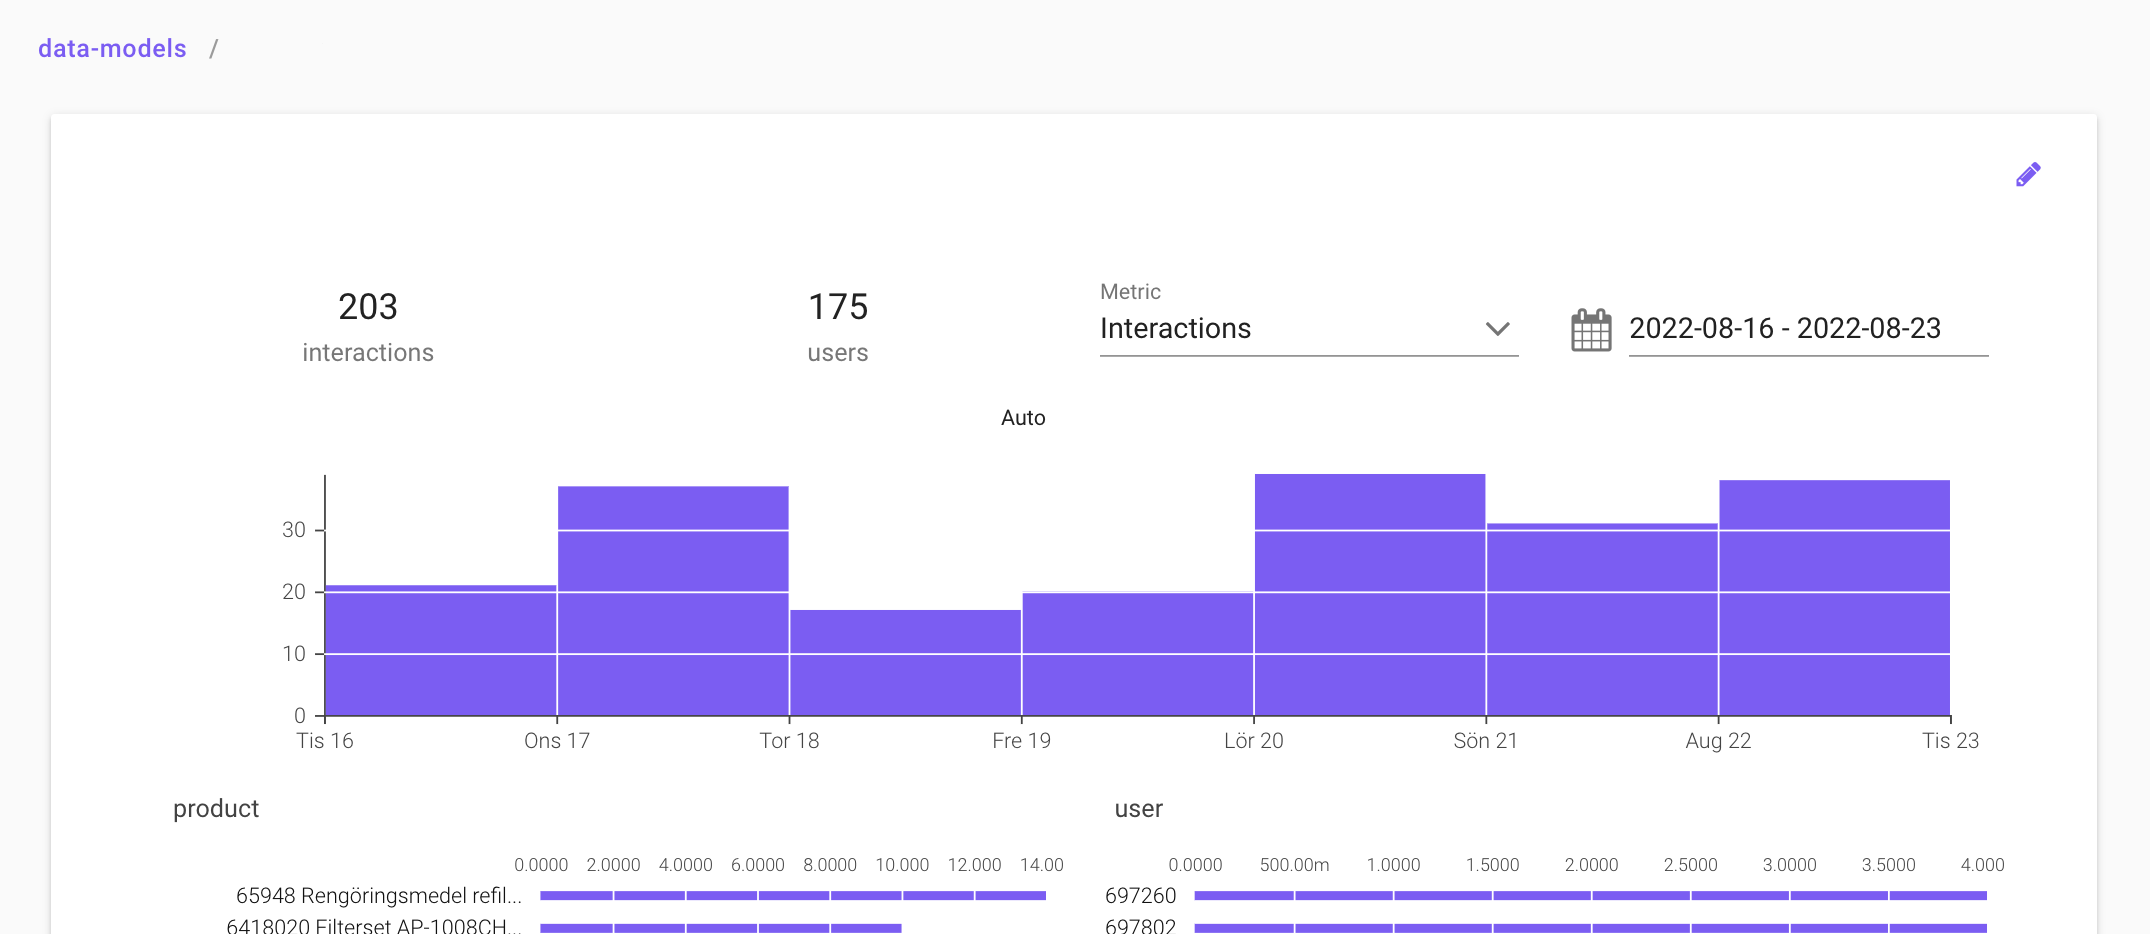 data-models /
203
interactions
175
users
Metric
Interactions
2022-08-16 - 2022-08-23
Auto
30
20
10
0
Tis 16 Ons 17 Tor 18 Fre 19 Lör 20 Sön 21 Aug 22 Tis 23
product
0.0000 2.0000 4.0000 6.0000 8.0000 10.000 12.000 14.00
65948 Rengöringsmedel refil...
6418020 Filterset AP-1008CH...
user
0.0000 500.00m 1.0000 1.5000 2.0000 2.5000 3.0000 3.5000 4.000
697260
697802